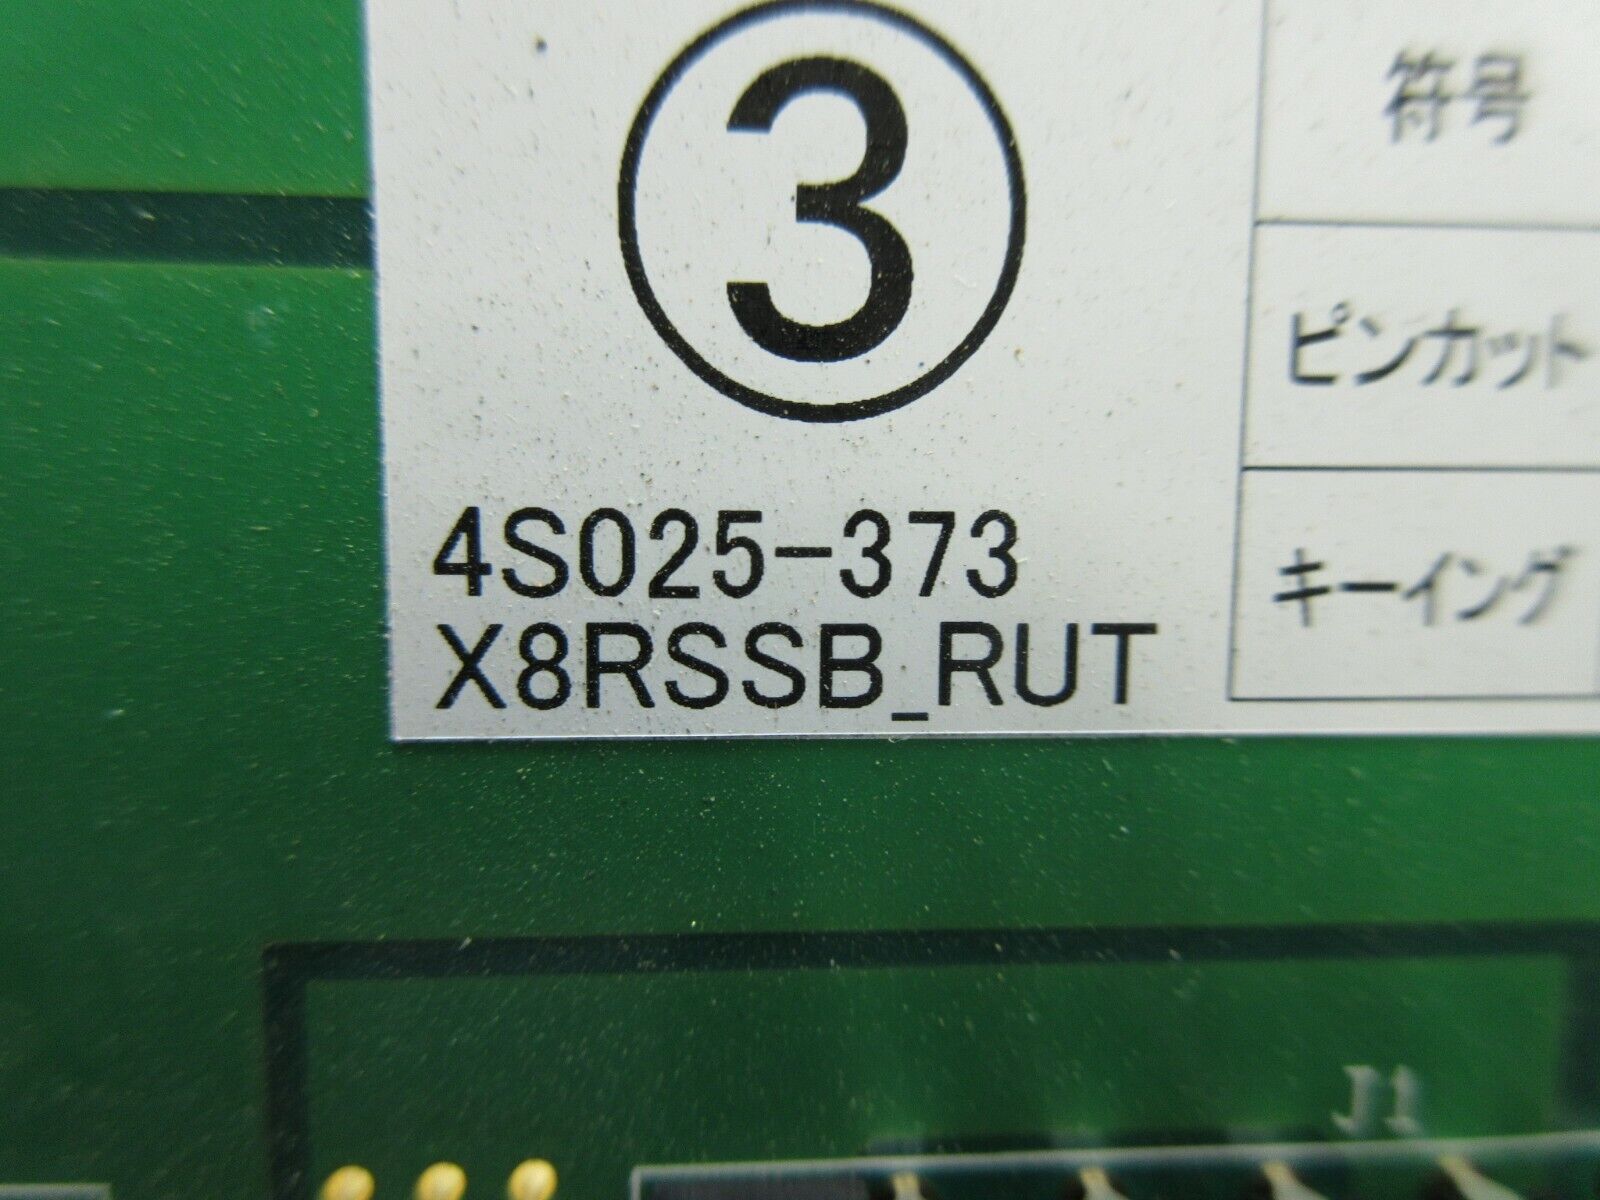 ③
4S025-373
X8RSSB_RUT
符号
ピンカット
キーイング
J1